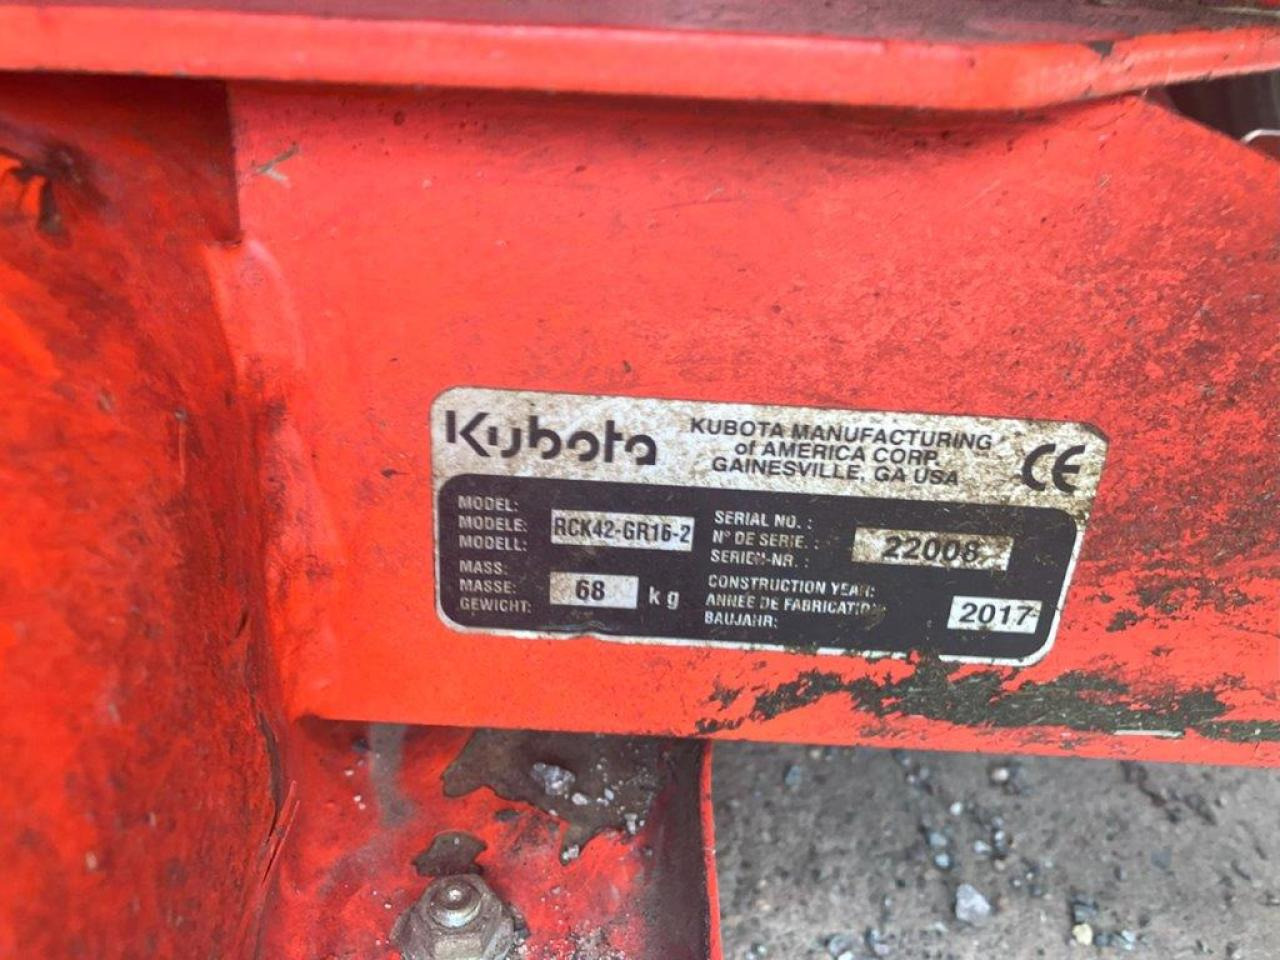 Kubota
KUBOTA MANUFACTURING
of AMERICA CORP.
GAINESVILLE, GA USA
CE
MODEL:
MODELE:
MODELL:
RCK42-GR16-2
MASS:
MASSE:
GEWICHT:
68 kg
SERIAL NO. :
N° DE SERIE. :
SERIEN-NR. :
22008
CONSTRUCTION YEAR:
ANNEE DE FABRICATION:
BAUJAHR:
2017